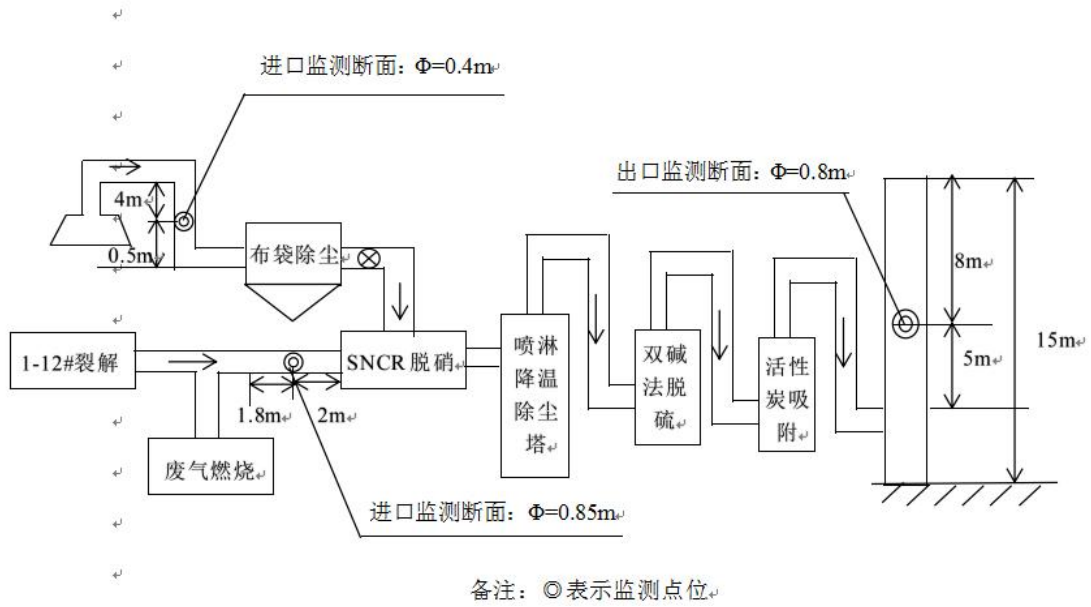 进口监测断面：Φ=0.4m
出口监测断面：Φ=0.8m
4m
0.5m
布袋除尘
8m
1-12#裂解
SNCR脱硝
喷淋
降温
除尘
塔
双碱
法脱
硫
活性
炭吸
附
5m
15m
1.8m
2m
废气燃烧
进口监测断面：Φ=0.85m
备注：◎表示监测点位